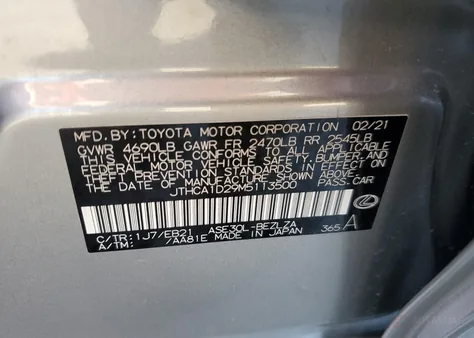 MFD. BY: TOYOTA MOTOR CORPORATION 02/21
GVWR 4690LB GAWR FR 2470LB RR 2545LB
THIS VEHICLE CONFORMS TO ALL APPLICABLE
FEDERAL MOTOR VEHICLE SAFETY, BUMPER, AND
THEFT PREVENTION STANDARDS IN EFFECT ON
THE DATE OF MANUFACTURE SHOWN ABOVE.
JTHCA1D29M5113500 PASS.CAR
C/TR:1J7/EB21 ASE30L-BEZLZA
A/TM: /AA81E MADE IN JAPAN 365 A